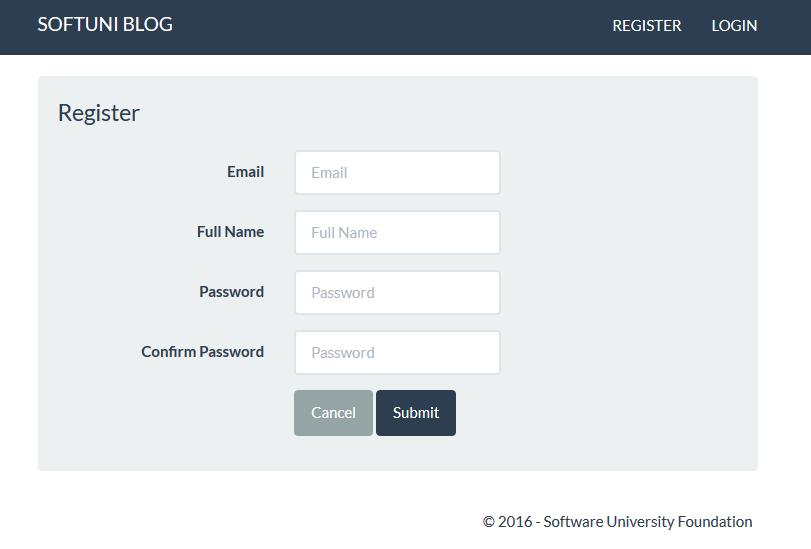 SOFTUNI BLOG REGISTER LOGIN
Register
Email Email
Full Name Full Name
Password Password
Confirm Password Password
Cancel Submit
© 2016 - Software University Foundation